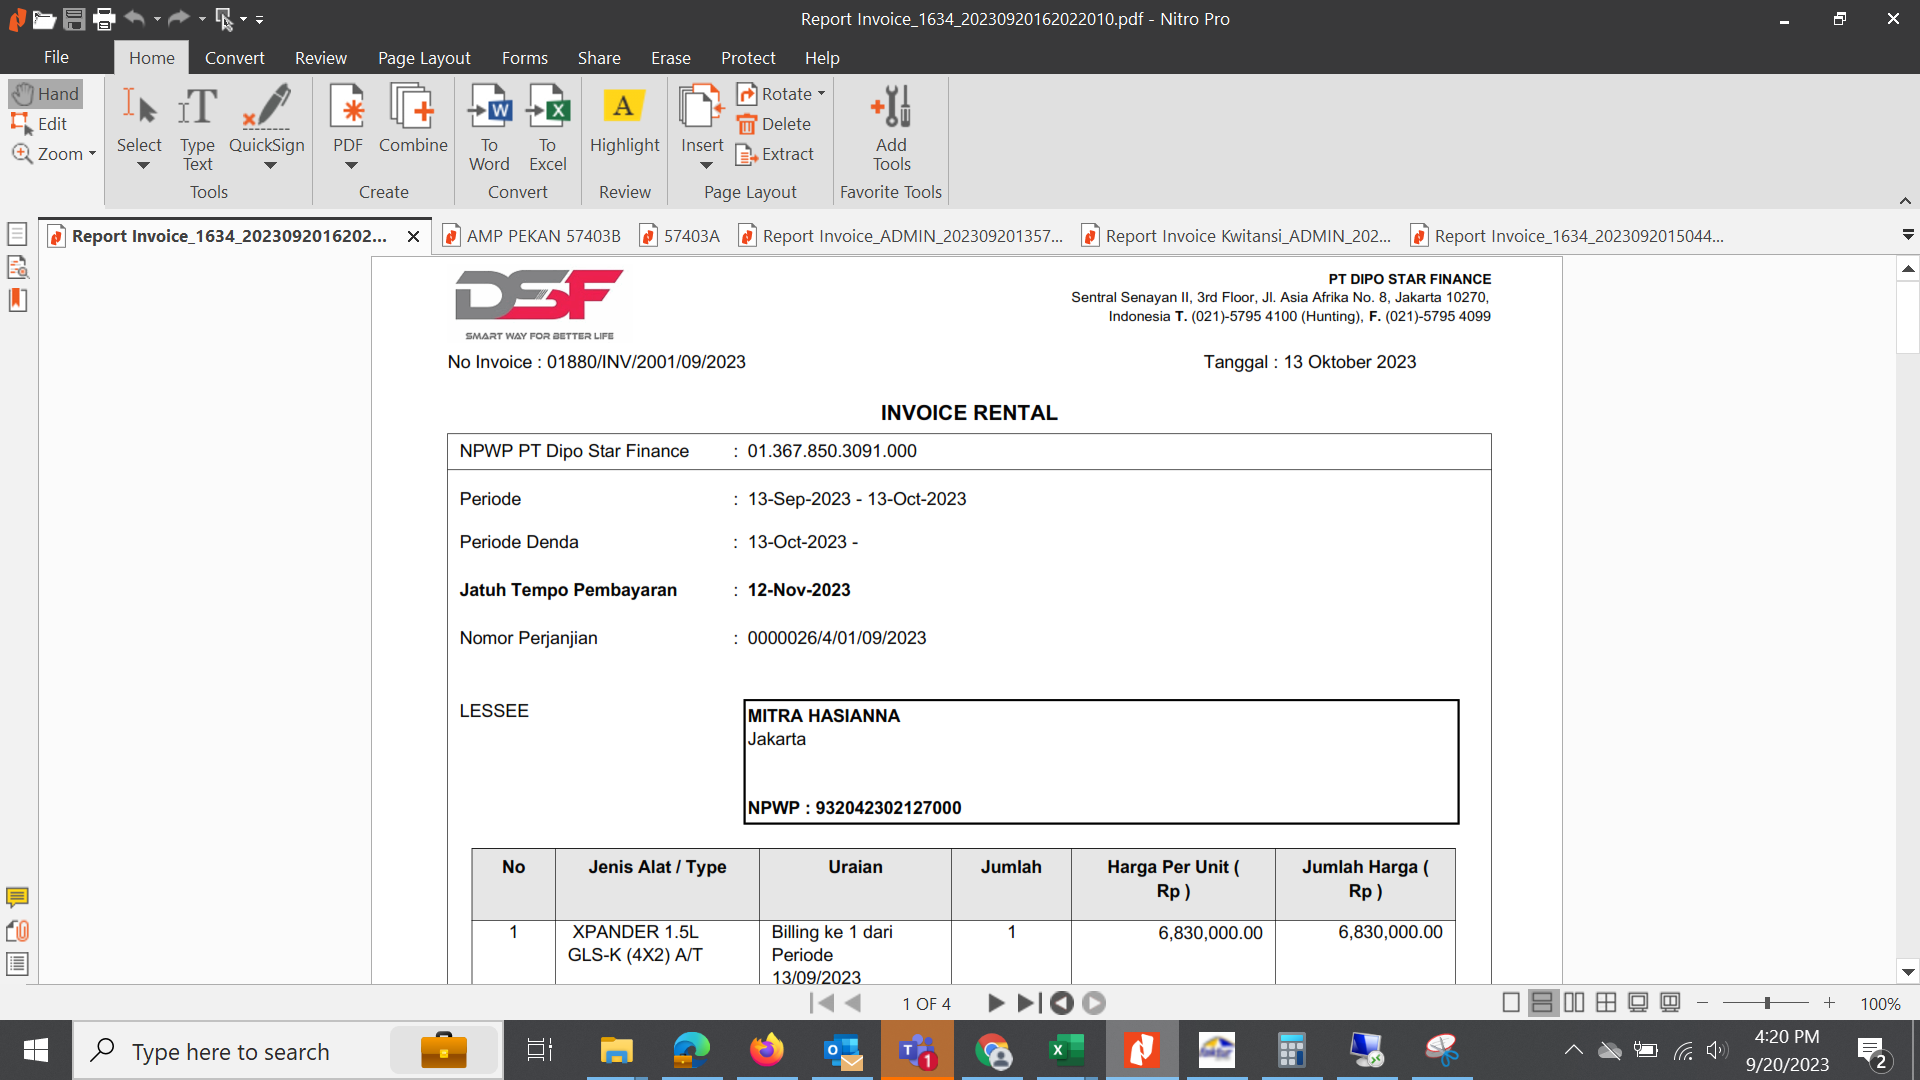 Report Invoice_1634_20230920162022010.pdf - Nitro Pro
File Home Convert Review Page Layout Forms Share Erase Protect Help
Hand
Edit
Zoom
Select
Type Text
QuickSign
Tools
PDF
Combine
Create
To Word
To Excel
Convert
Highlight
Review
Insert
Rotate
Delete
Extract
Page Layout
Add Tools
Favorite Tools
Report Invoice_1634_202309201620... AMP PEKAN 57403B 57403A Report Invoice_ADMIN_202309201357... Report Invoice Kwitansi_ADMIN_202... Report Invoice_1634_2023092015044...
DSF
SMART WAY FOR BETTER LIFE
PT DIPO STAR FINANCE
Sentral Senayan II, 3rd Floor, Jl. Asia Afrika No. 8, Jakarta 10270,
Indonesia T. (021)-5795 4100 (Hunting), F. (021)-5795 4099
No Invoice : 01880/INV/2001/09/2023 Tanggal : 13 Oktober 2023
INVOICE RENTAL
NPWP PT Dipo Star Finance : 01.367.850.3091.000
Periode : 13-Sep-2023 - 13-Oct-2023
Periode Denda : 13-Oct-2023 -
Jatuh Tempo Pembayaran : 12-Nov-2023
Nomor Perjanjian : 0000026/4/01/09/2023
LESSEE
MITRA HASIANNA
Jakarta
NPWP : 932042302127000
No Jenis Alat / Type Uraian Jumlah Harga Per Unit ( Rp ) Jumlah Harga ( Rp )
1 XPANDER 1.5L Billing ke 1 dari 1 6,830,000.00 6,830,000.00
GLS-K (4X2) A/T Periode
13/09/2023
1 OF 4
100%
Type here to search
1
4:20 PM
9/20/2023
2